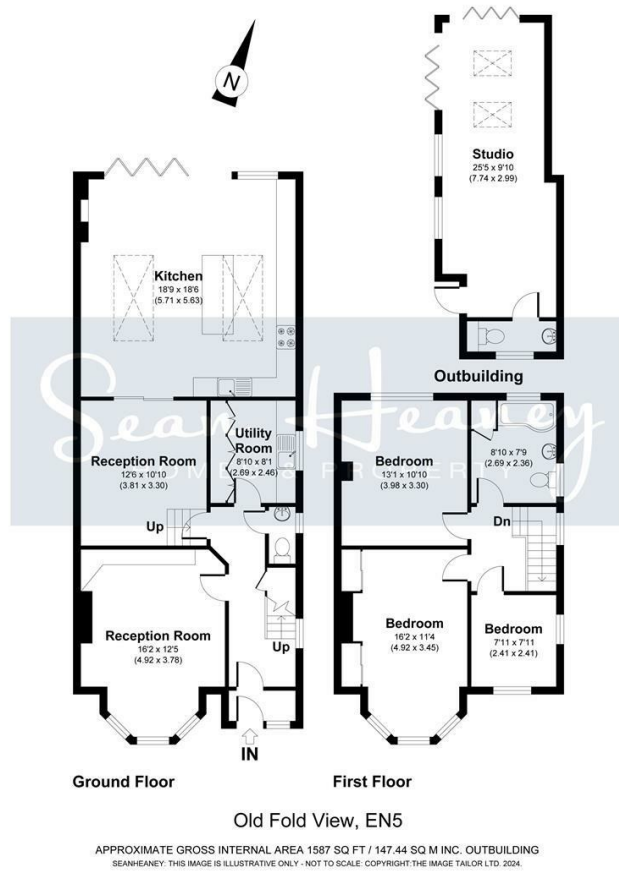 N
Studio
25'5 x 9'10
(7.74 x 2.99)
Kitchen
18'9 x 18'6
(5.71 x 5.63)
Outbuilding
Sean Heaney
HOMES & PROPERTY
Reception Room
12'6 x 10'10
(3.81 x 3.30)
Utility
Room
8'10 x 8'1
(2.69 x 2.46)
Bedroom
13'1 x 10'10
(3.98 x 3.30)
8'10 x 7'9
(2.69 x 2.36)
Up
Dn
Reception Room
16'2 x 12'5
(4.92 x 3.78)
Up
Bedroom
16'2 x 11'4
(4.92 x 3.45)
Bedroom
7'11 x 7'11
(2.41 x 2.41)
IN
Ground Floor
First Floor
Old Fold View, EN5
APPROXIMATE GROSS INTERNAL AREA 1587 SQ FT / 147.44 SQ M INC. OUTBUILDING
SEANHEANEY: THIS IMAGE IS ILLUSTRATIVE ONLY - NOT TO SCALE: COPYRIGHT:THE IMAGE TAILOR LTD. 2024.